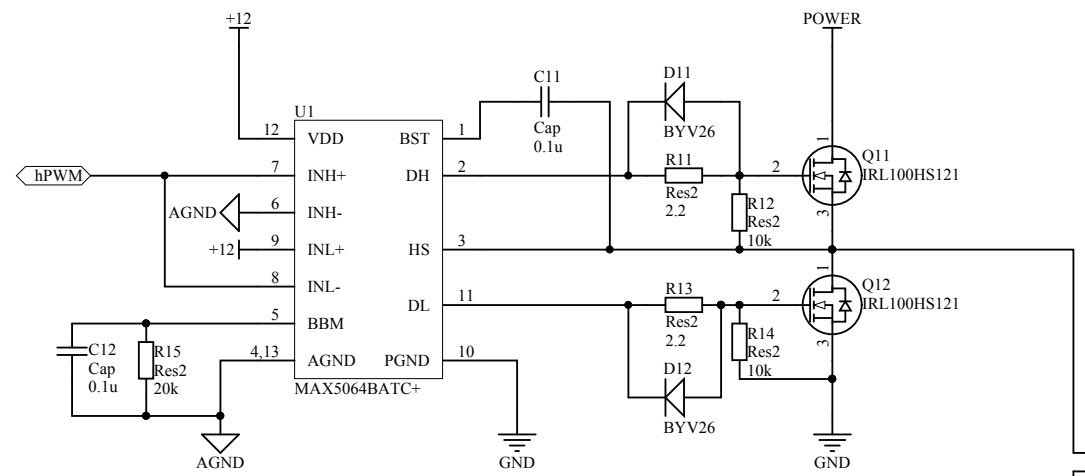 +12
POWER
U1
C11
Cap
0.1u
D11
BYV26
12
VDD
BST
1
hPWM
7
INH+
DH
2
R11
Res2
2.2
2
1
Q11
IRL100HS121
3
AGND
6
INH-
R12
Res2
10k
+12
9
INL+
HS
3
8
INL-
DL
11
R13
Res2
2.2
2
1
Q12
IRL100HS121
3
R14
Res2
10k
5
BBM
C12
Cap
0.1u
R15
Res2
20k
4,13
AGND
PGND
10
MAX5064BATC+
D12
BYV26
AGND
GND
GND